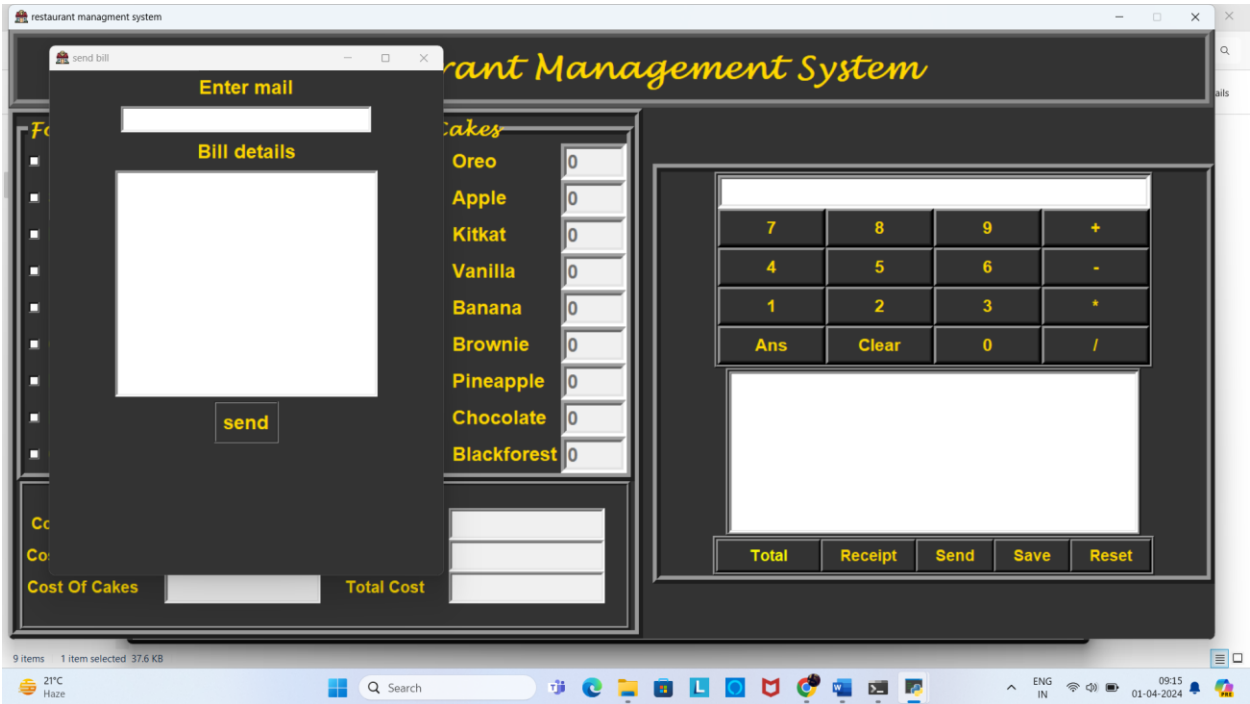 restaurant managment system
send bill
rant Management System
Enter mail
Bill details
send
Fo
Cakes
Oreo 0
Apple 0
Kitkat 0
Vanilla 0
Banana 0
Brownie 0
Pineapple 0
Chocolate 0
Blackforest 0
Co
Cos
Cost Of Cakes
Total Cost
7 8 9 +
4 5 6 -
1 2 3 *
Ans Clear 0 /
Total Receipt Send Save Reset
ails
9 items 1 item selected 37.6 KB
21°C
Haze
Search
ENG
IN
09:15
01-04-2024